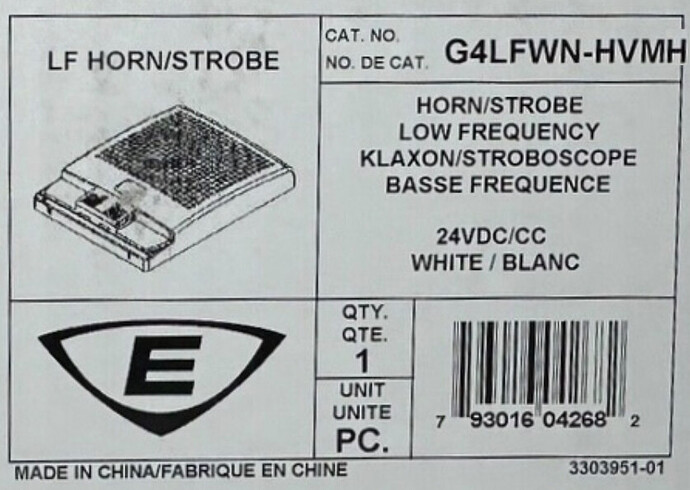 LF HORN/STROBE
CAT. NO.
NO. DE CAT. G4LFWN-HVMH
HORN/STROBE
LOW FREQUENCY
KLAXON/STROBOSCOPE
BASSE FREQUENCE
24VDC/CC
WHITE / BLANC
E
QTY.
QTE.
1
UNIT
UNITE
PC.
7 93016 04268 2
MADE IN CHINA/FABRIQUE EN CHINE
3303951-01